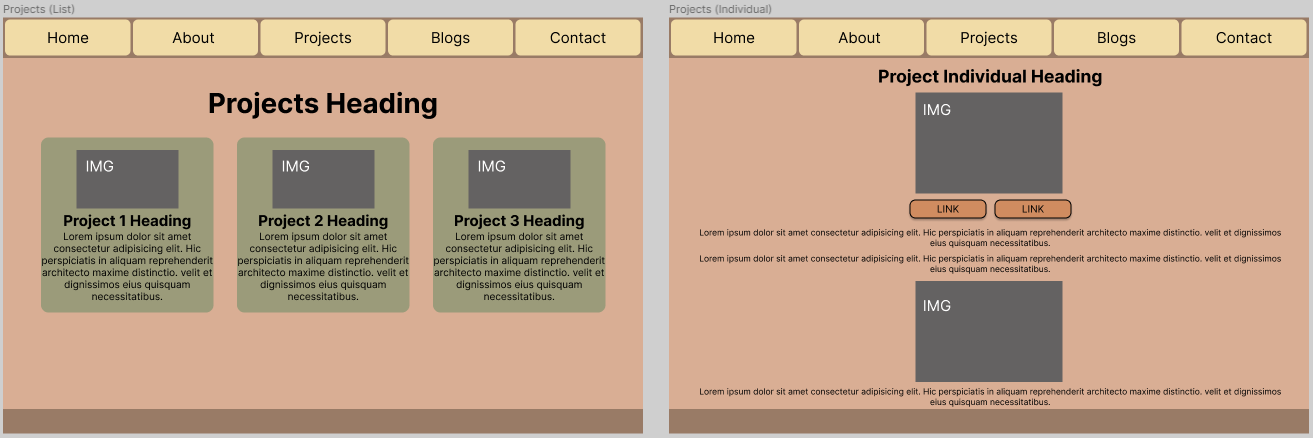 Projects (List)
Home
About
Projects
Blogs
Contact
Projects Heading
IMG
Project 1 Heading
Lorem ipsum dolor sit amet
consectetur adipisicing elit. Hic
perspiciatis in aliquam reprehenderit
architecto maxime distinctio. velit et
dignissimos eius quisquam
necessitatibus.
IMG
Project 2 Heading
Lorem ipsum dolor sit amet
consectetur adipisicing elit. Hic
perspiciatis in aliquam reprehenderit
architecto maxime distinctio. velit et
dignissimos eius quisquam
necessitatibus.
IMG
Project 3 Heading
Lorem ipsum dolor sit amet
consectetur adipisicing elit. Hic
perspiciatis in aliquam reprehenderit
architecto maxime distinctio. velit et
dignissimos eius quisquam
necessitatibus.
Projects (Individual)
Home
About
Projects
Blogs
Contact
Project Individual Heading
IMG
LINK
LINK
Lorem ipsum dolor sit amet consectetur adipisicing elit. Hic perspiciatis in aliquam reprehenderit architecto maxime distinctio. velit et dignissimos
eius quisquam necessitatibus.
Lorem ipsum dolor sit amet consectetur adipisicing elit. Hic perspiciatis in aliquam reprehenderit architecto maxime distinctio. velit et dignissimos
eius quisquam necessitatibus.
IMG
Lorem ipsum dolor sit amet consectetur adipisicing elit. Hic perspiciatis in aliquam reprehenderit architecto maxime distinctio. velit et dignissimos
eius quisquam necessitatibus.